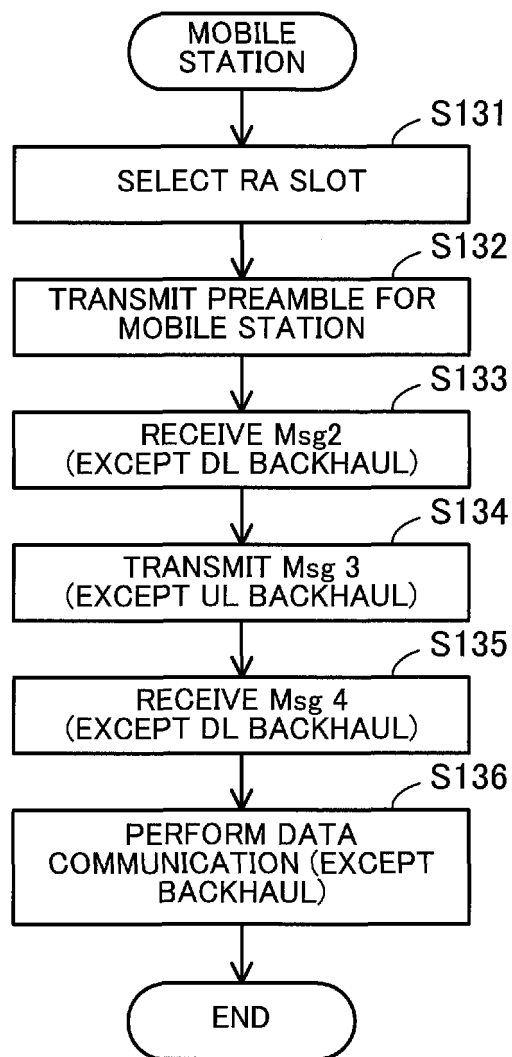 MOBILE
STATION
S131
SELECT RA SLOT
S132
TRANSMIT PREAMBLE FOR
MOBILE STATION
S133
RECEIVE Msg2
(EXCEPT DL BACKHAUL)
S134
TRANSMIT Msg 3
(EXCEPT UL BACKHAUL)
S135
RECEIVE Msg 4
(EXCEPT DL BACKHAUL)
S136
PERFORM DATA
COMMUNICATION (EXCEPT
BACKHAUL)
END